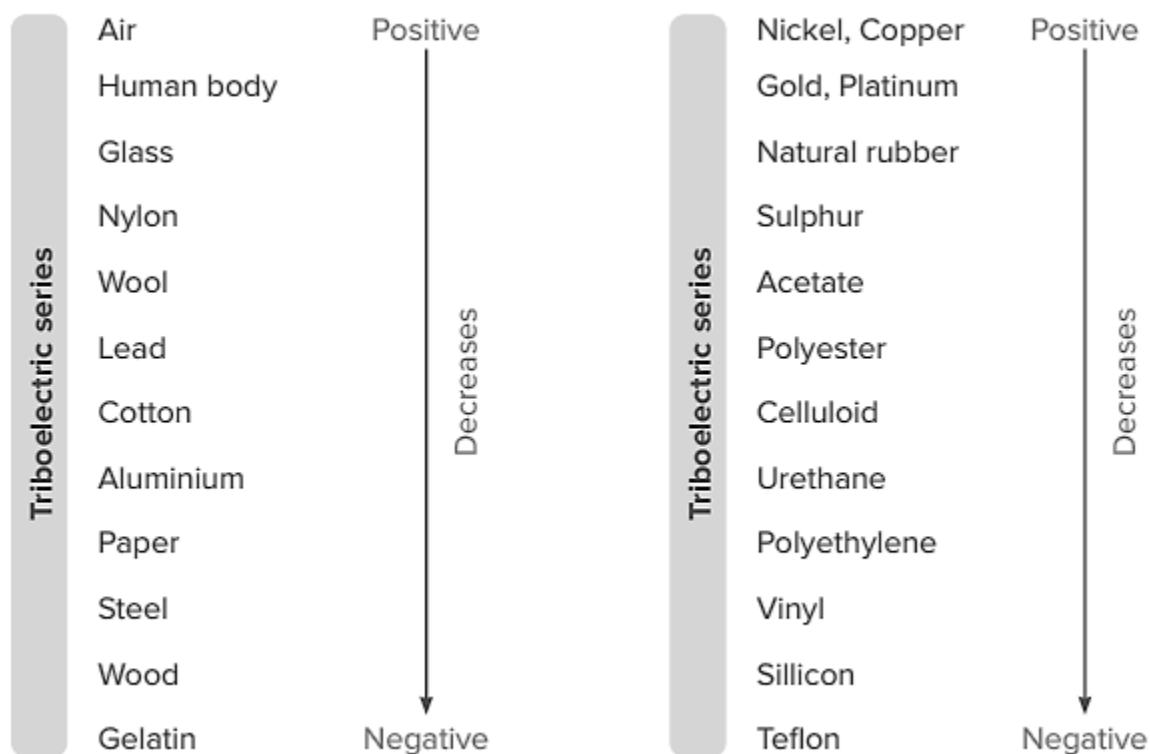 Triboelectric series
Air
Human body
Glass
Nylon
Wool
Lead
Cotton
Aluminium
Paper
Steel
Wood
Gelatin
Positive
Decreases
Negative
Triboelectric series
Nickel, Copper
Gold, Platinum
Natural rubber
Sulphur
Acetate
Polyester
Celluloid
Urethane
Polyethylene
Vinyl
Sillicon
Teflon
Positive
Decreases
Negative